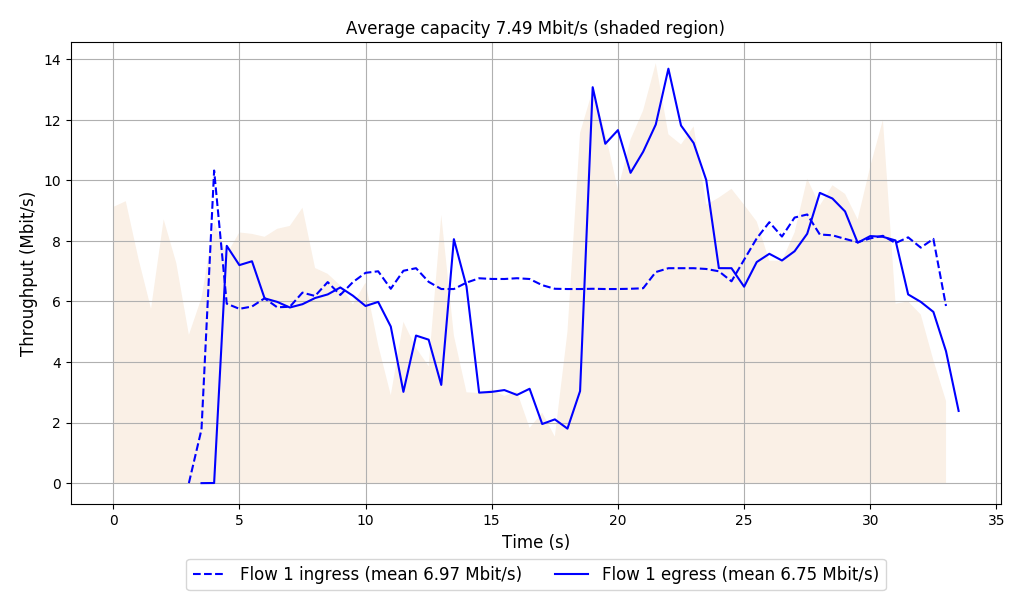 Average capacity 7.49 Mbit/s (shaded region)
14
12
10
8
6
4
2
0
Throughput (Mbit/s)
0 5 10 15 20 25 30 35
Time (s)
Flow 1 ingress (mean 6.97 Mbit/s) Flow 1 egress (mean 6.75 Mbit/s)